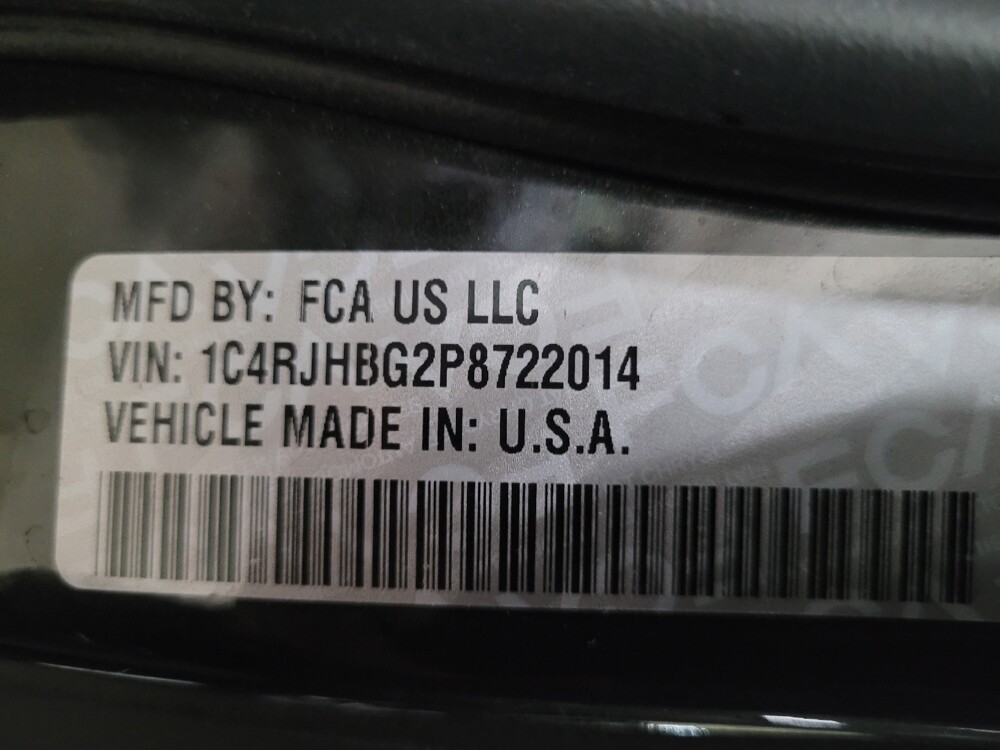 MFD BY: FCA US LLC
VIN: 1C4RJHBG2P8722014
VEHICLE MADE IN: U.S.A.